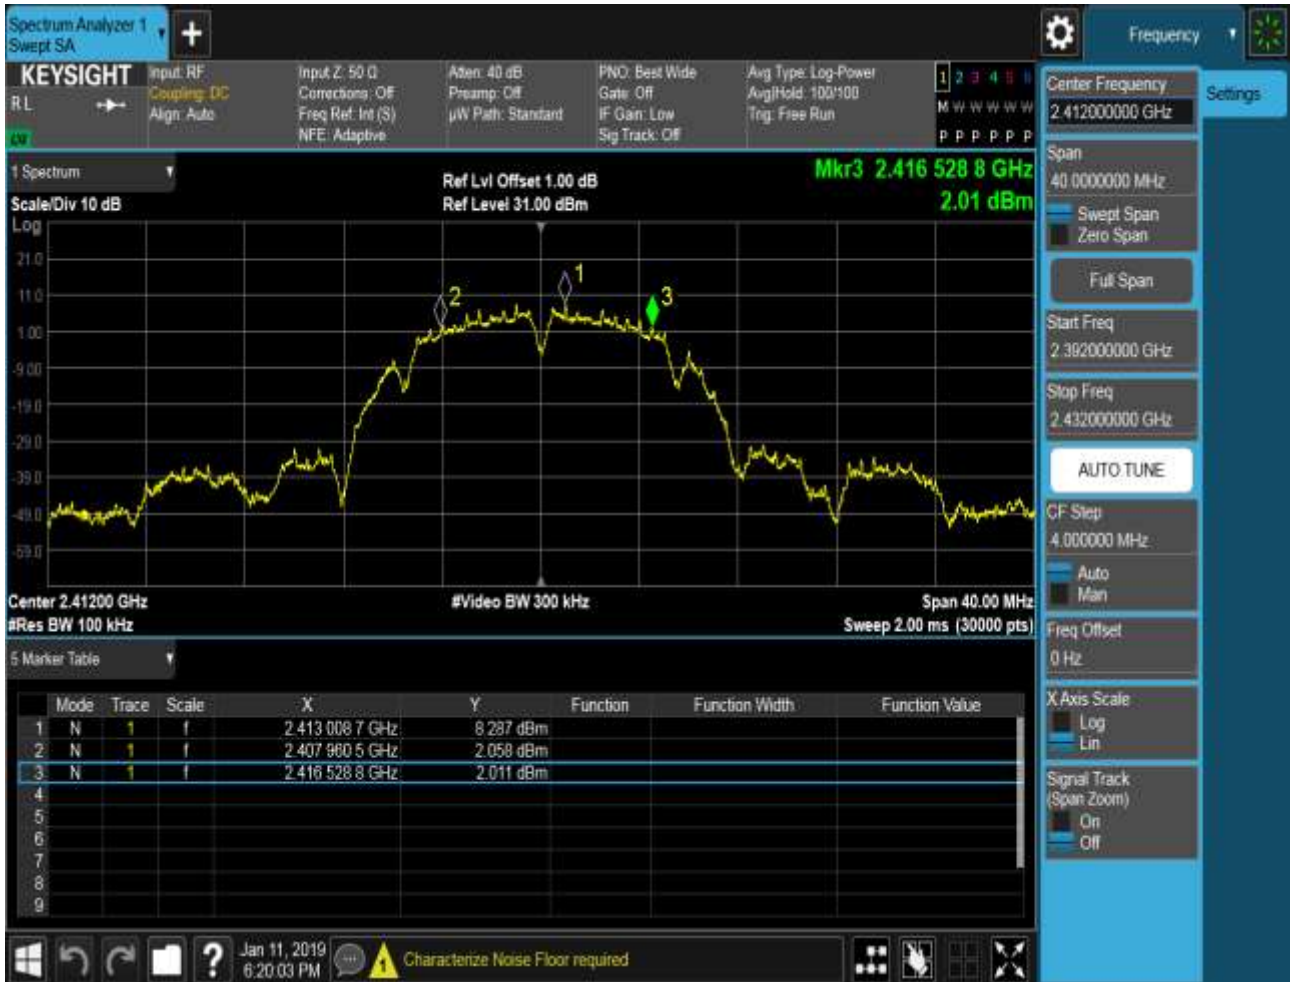 Spectrum Analyzer 1
Swept SA
Frequency
KEYSIGHT
RL
Input: RF
Coupling: DC
Align: Auto
Input Z: 50 Ω
Corrections: Off
Freq Ref: Int (S)
NFE: Adaptive
Atten: 40 dB
Preamp: Off
µW Path: Standard
PNO: Best Wide
Gate: Off
IF Gain: Low
Sig Track: Off
Avg Type: Log-Power
Avg|Hold: 100/100
Trig: Free Run
1 2 3 4 5 6
M W W W W W
P P P P P P
Center Frequency
2.412000000 GHz
Settings
1 Spectrum
Scale/Div 10 dB
Ref Lvl Offset 1.00 dB
Ref Level 31.00 dBm
Mkr3 2.416 528 8 GHz
2.01 dBm
Span
40.0000000 MHz
Swept Span
Zero Span
Full Span
Start Freq
2.392000000 GHz
Stop Freq
2.432000000 GHz
AUTO TUNE
CF Step
4.000000 MHz
Auto
Man
Freq Offset
0 Hz
X Axis Scale
Log
Lin
Signal Track
(Span Zoom)
On
Off
Log
21.0
11.0
1.00
-9.00
-19.0
-29.0
-39.0
-49.0
-59.0
2
1
3
Center 2.41200 GHz
#Video BW 300 kHz
Span 40.00 MHz
#Res BW 100 kHz
Sweep 2.00 ms (30000 pts)
5 Marker Table
Mode Trace Scale X Y Function Function Width Function Value
1 N 1 f 2.413 008 7 GHz 8.287 dBm
2 N 1 f 2.407 960 5 GHz 2.058 dBm
3 N 1 f 2.416 528 8 GHz 2.011 dBm
4
5
6
7
8
9
?
Jan 11, 2019
6:20:03 PM
Characterize Noise Floor required